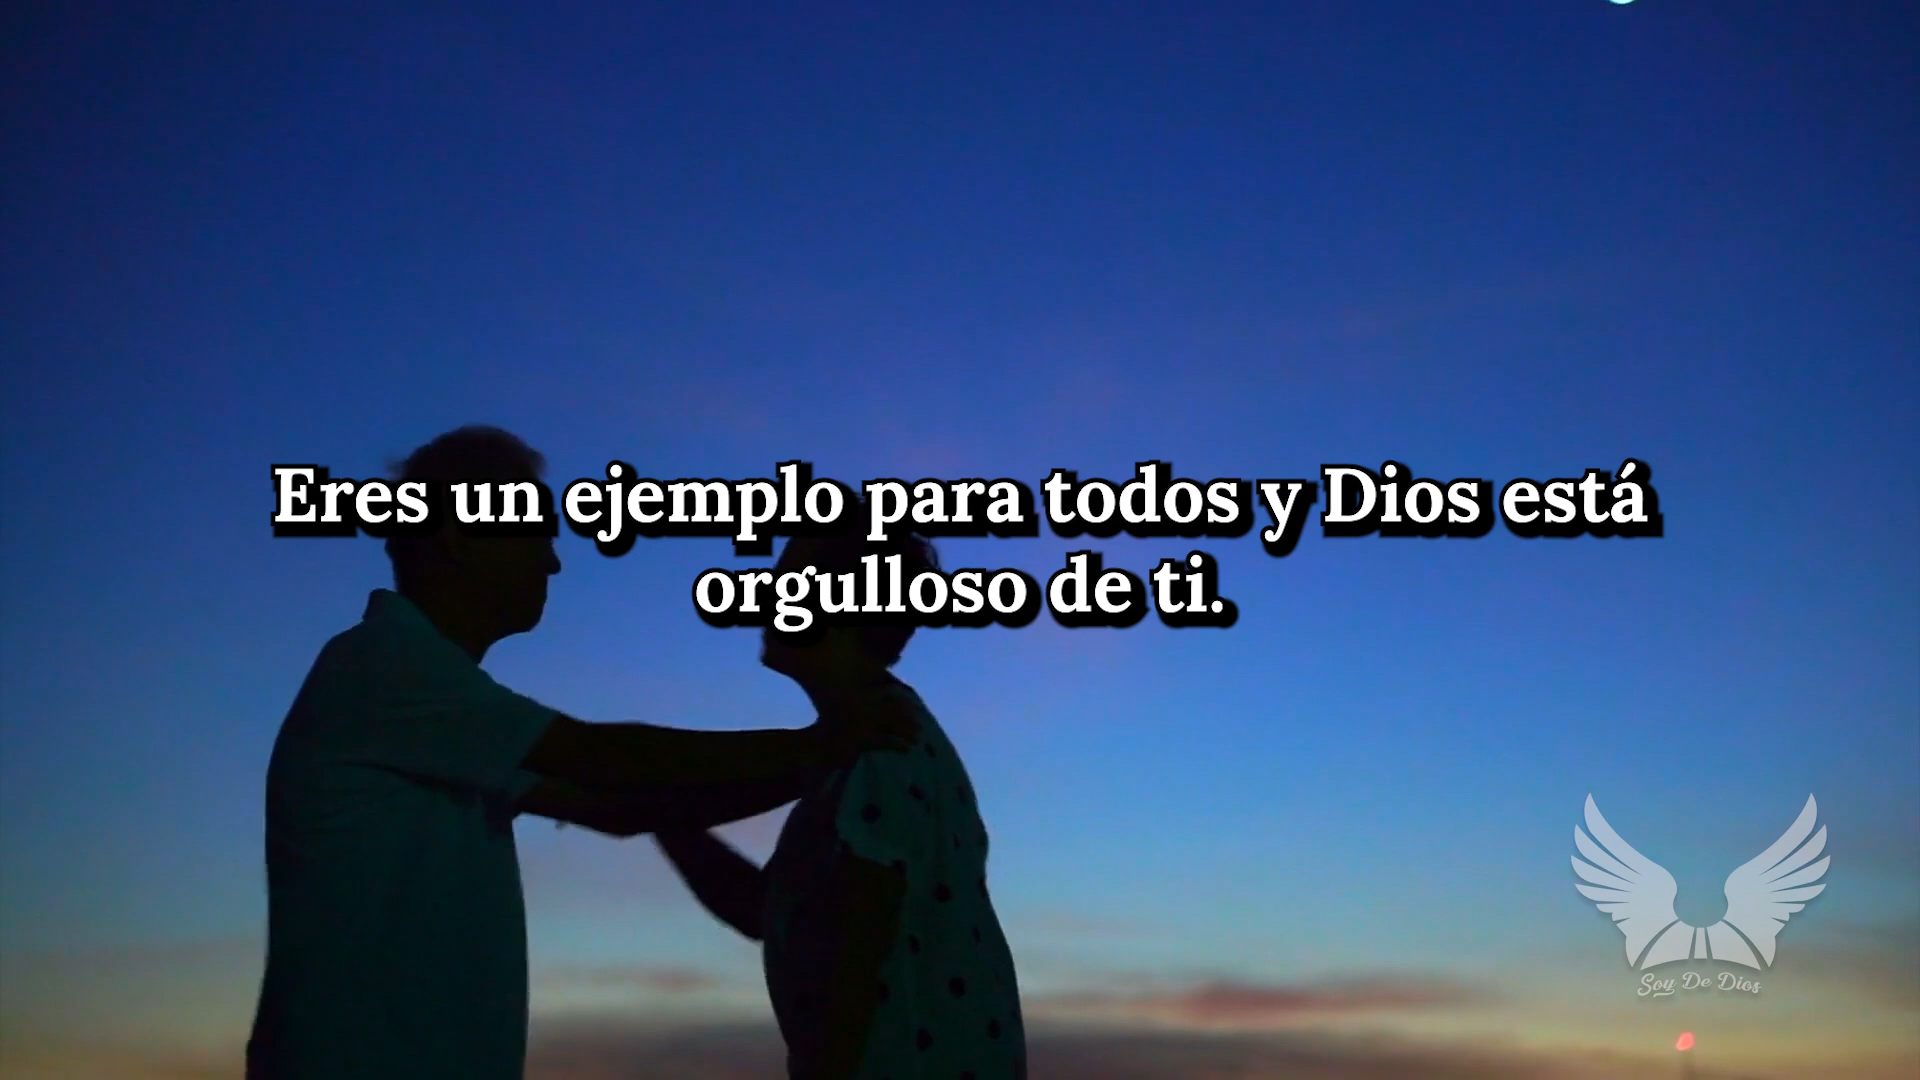 Eres un ejemplo para todos y Dios está
orgulloso de ti.
Soy De Dios